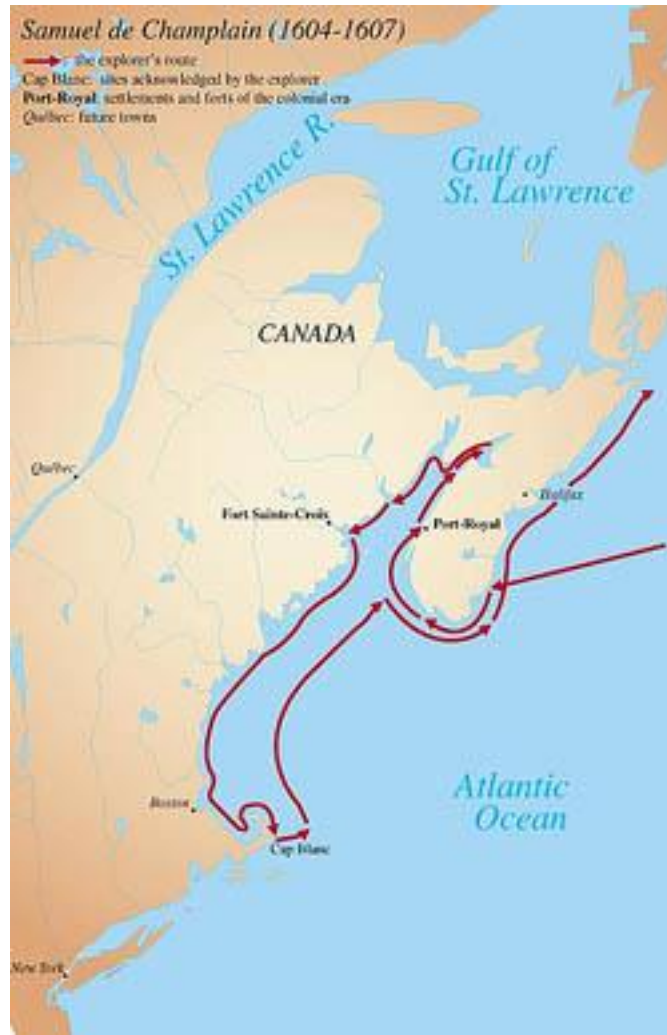 Samuel de Champlain (1604-1607)
: the explorer's route
Cap Blanc: sites acknowledged by the explorer
Port-Royal: settlements and forts of the colonial era
Québec: future towns
St. Lawrence R.
Gulf of
St. Lawrence
CANADA
Québec
Halifax
Fort Sainte-Croix
Port-Royal
Atlantic
Ocean
Boston
Cap Blanc
New York